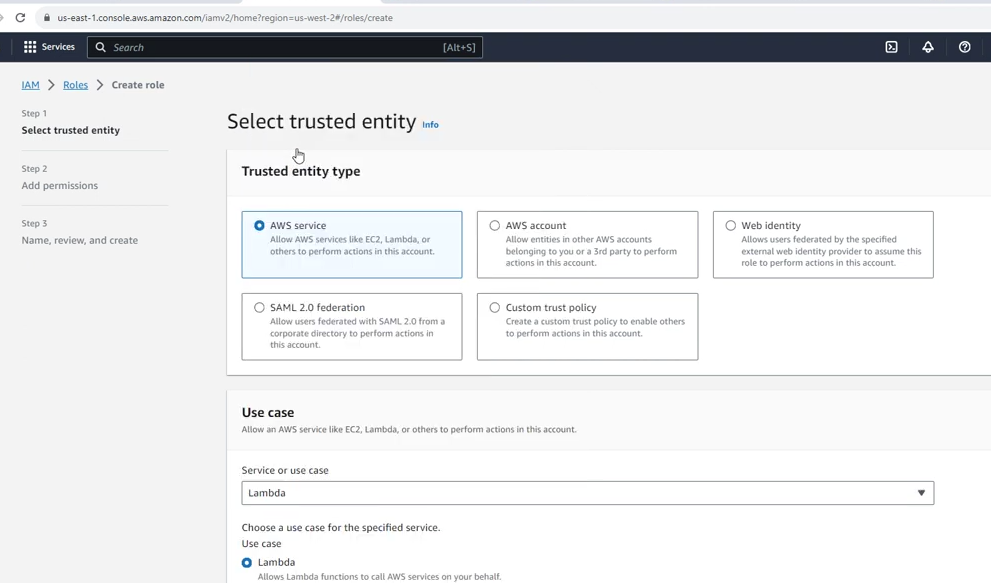 us-east-1.console.aws.amazon.com/iamv2/home?region=us-west-2#/roles/create
Services
Search
[Alt+S]
IAM
Roles
Create role
Step 1
Select trusted entity
Step 2
Add permissions
Step 3
Name, review, and create
Select trusted entity Info
Trusted entity type
AWS service
Allow AWS services like EC2, Lambda, or
others to perform actions in this account.
AWS account
Allow entities in other AWS accounts
belonging to you or a 3rd party to perform
actions in this account.
Web identity
Allows users federated by the specified
external web identity provider to assume this
role to perform actions in this account.
SAML 2.0 federation
Allow users federated with SAML 2.0 from a
corporate directory to perform actions in
this account.
Custom trust policy
Create a custom trust policy to enable others
to perform actions in this account.
Use case
Allow an AWS service like EC2, Lambda, or others to perform actions in this account.
Service or use case
Lambda
Choose a use case for the specified service.
Use case
Lambda
Allows Lambda functions to call AWS services on your behalf.